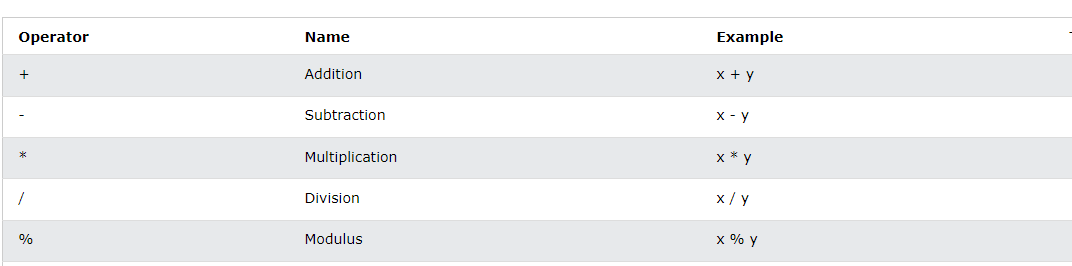 Operator Name Example
+ Addition x + y
- Subtraction x - y
* Multiplication x * y
/ Division x / y
% Modulus x % y